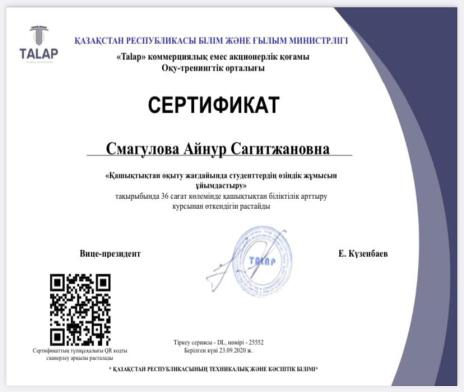 TALAP
ҚАЗАҚСТАН РЕСПУБЛИКАСЫ БІЛІМ ЖӘНЕ ҒЫЛЫМ МИНИСТРЛІГІ
«Talap» коммерциялық емес акционерлік қоғамы
Оқу-тренингтік орталығы
СЕРТИФИКАТ
Смагулова Айнур Сагитжановна
«Қашықтықтан оқыту жағдайында студенттердің өзіндік жұмысын
ұйымдастыру»
тақырыбында 36 сағат көлемінде қашықтықтан біліктілік арттыру
курсынан өткендігін растайды
Вице-президент
Е. Күзенбаев
TALAP
Тіркеу сериясы - DL, нөмірі - 25552
Берілген күні 23.09.2020 ж.
Сертификаттың түпнұсқалығы QR кодты
сканерлеу арқылы расталады
* ҚАЗАҚСТАН РЕСПУБЛИКАСЫНЫҢ ТЕХНИКАЛЫҚ ЖӘНЕ КӘСІПТІК БІЛІМІ*